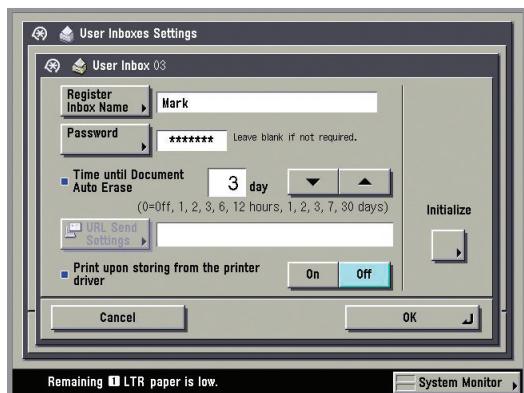 User Inboxes Settings
User Inbox 03
Register
Inbox Name
Mark
Password
*******
Leave blank if not required.
Time until Document
Auto Erase
3 day
(0=Off, 1, 2, 3, 6, 12 hours, 1, 2, 3, 7, 30 days)
Initialize
URL Send
Settings
Print upon storing from the printer
driver
On
Off
Cancel
OK
Remaining 1 LTR paper is low.
System Monitor